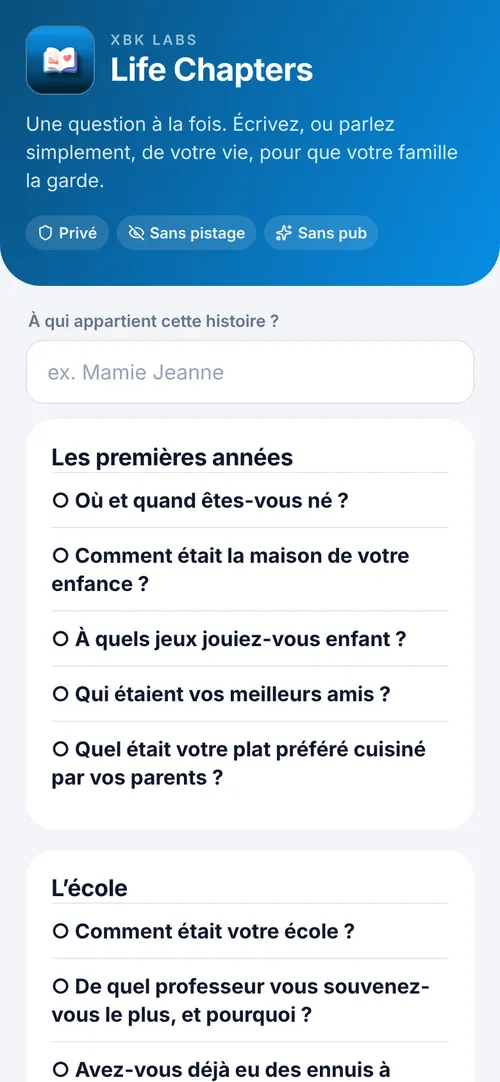 XBK LABS
Life Chapters
Une question à la fois. Écrivez, ou parlez
simplement, de votre vie, pour que votre famille
la garde.
Privé
Sans pistage
Sans pub
À qui appartient cette histoire ?
ex. Mamie Jeanne
Les premières années
Où et quand êtes-vous né ?
Comment était la maison de votre
enfance ?
À quels jeux jouiez-vous enfant ?
Qui étaient vos meilleurs amis ?
Quel était votre plat préféré cuisiné
par vos parents ?
L’école
Comment était votre école ?
De quel professeur vous souvenez-
vous le plus, et pourquoi ?
Avez-vous déjà eu des ennuis à